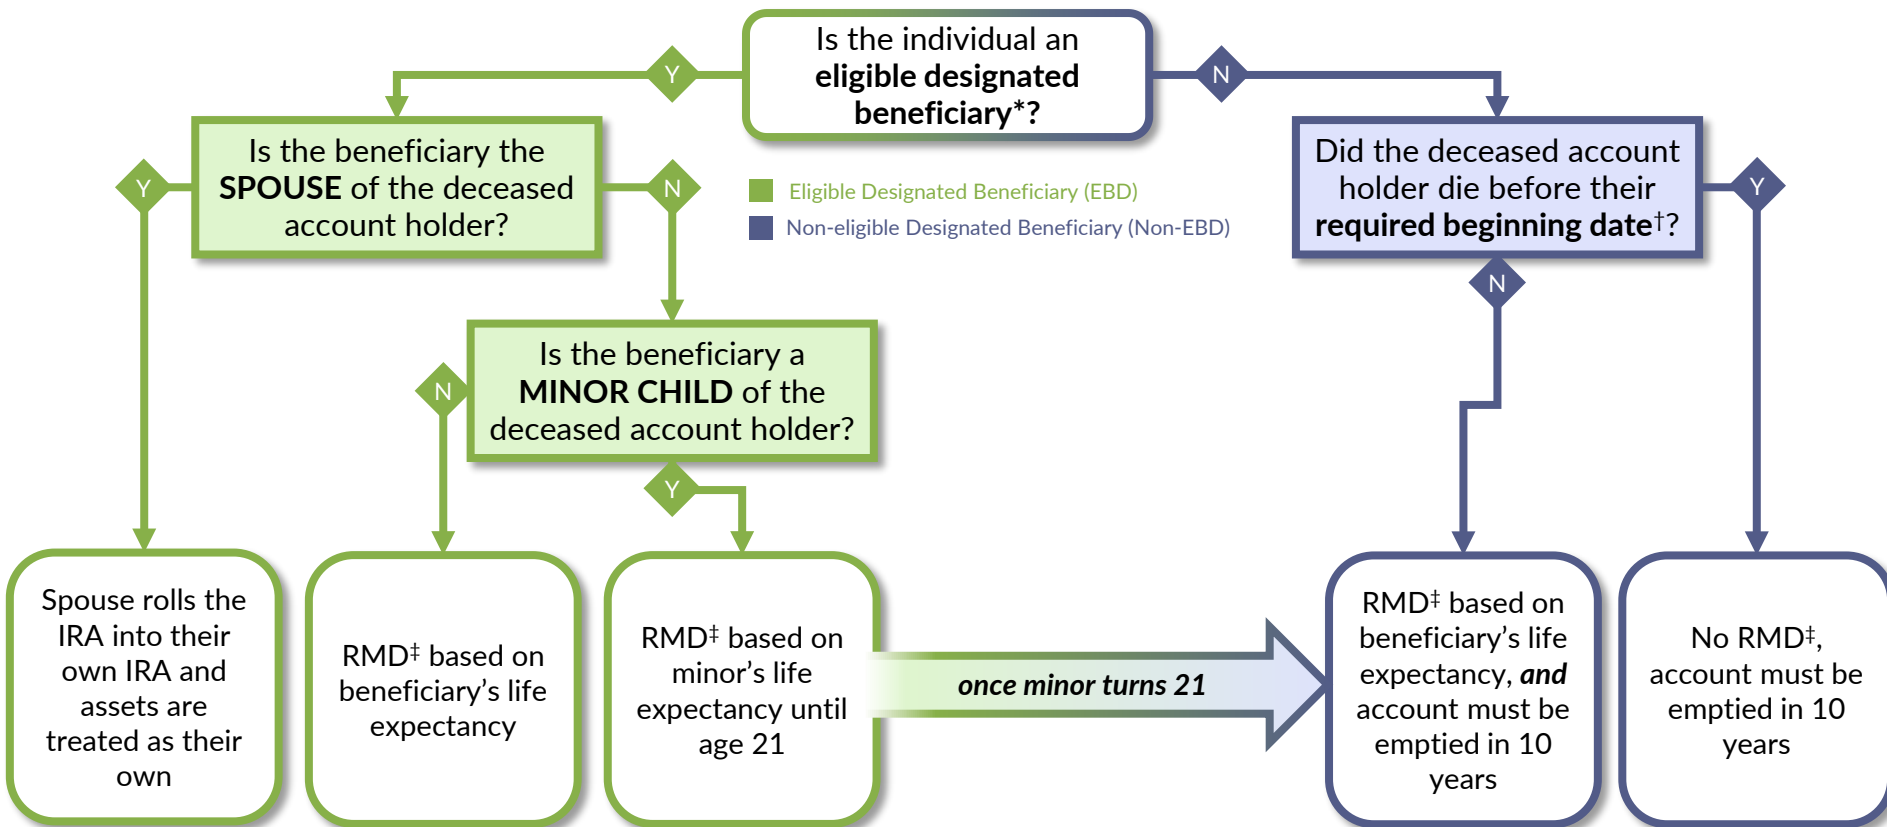 Is the individual an
eligible designated
beneficiary*?
Y
N
Is the beneficiary the
SPOUSE of the deceased
account holder?
Y
N
Eligible Designated Beneficiary (EBD)
Non-eligible Designated Beneficiary (Non-EBD)
Did the deceased account
holder die before their
required beginning date†?
Y
N
Is the beneficiary a
MINOR CHILD of the
deceased account holder?
N
Y
Spouse rolls the
IRA into their
own IRA and
assets are
treated as their
own
RMD‡ based on
beneficiary's life
expectancy
RMD‡ based on
minor's life
expectancy until
age 21
once minor turns 21
RMD‡ based on
beneficiary's life
expectancy, and
account must be
emptied in 10
years
No RMD‡,
account must be
emptied in 10
years